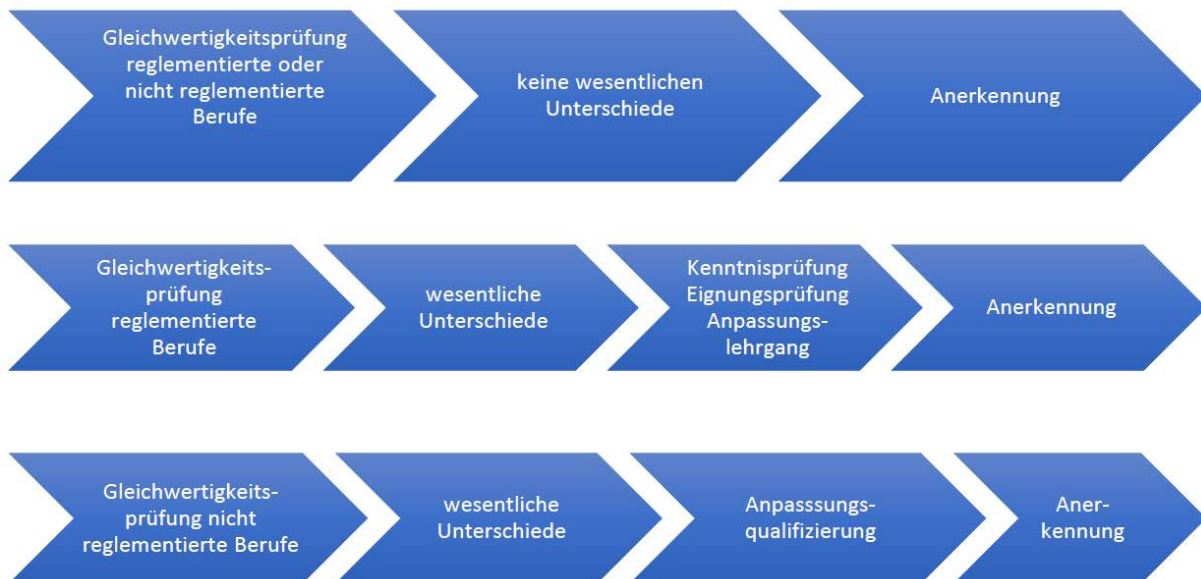 Gleichwertigkeitsprüfung
reglementierte oder
nicht reglementierte
Berufe
keine wesentlichen
Unterschiede
Anerkennung
Gleichwertigkeits-
prüfung
reglementierte
Berufe
wesentliche
Unterschiede
Kenntnisprüfung
Eignungsprüfung
Anpassungs-
lehrgang
Anerkennung
Gleichwertigkeits-
prüfung nicht
reglementierte Berufe
wesentliche
Unterschiede
Anpasssungs-
qualifizierung
Aner-
kennung